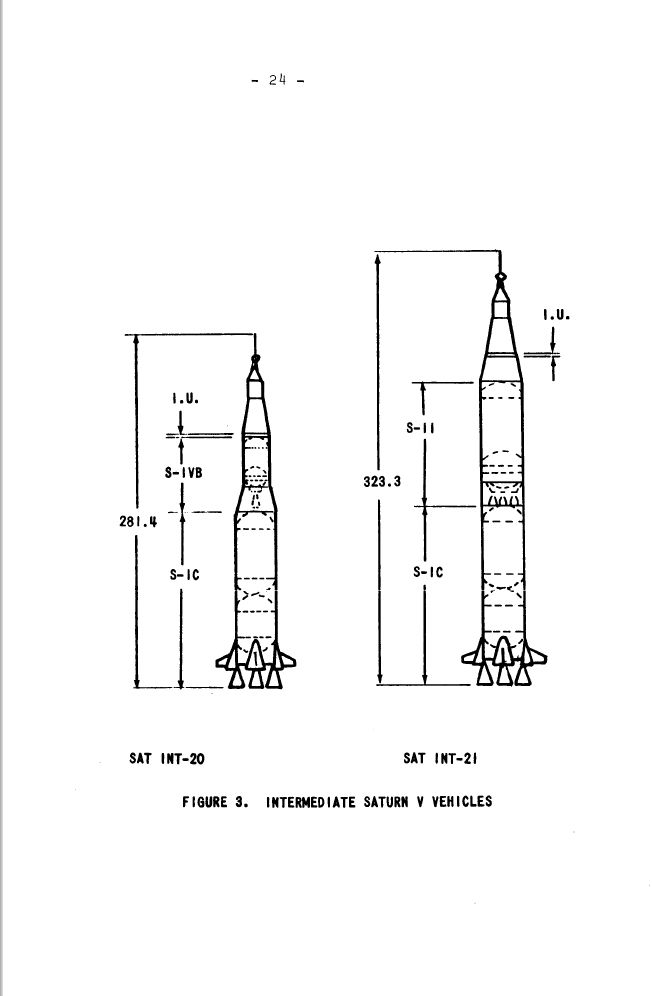 - 24 -
I.U.
I.U.
S-II
S-IVB
323.3
281.4
S-IC
S-IC
SAT INT-20
SAT INT-21
FIGURE 3. INTERMEDIATE SATURN V VEHICLES